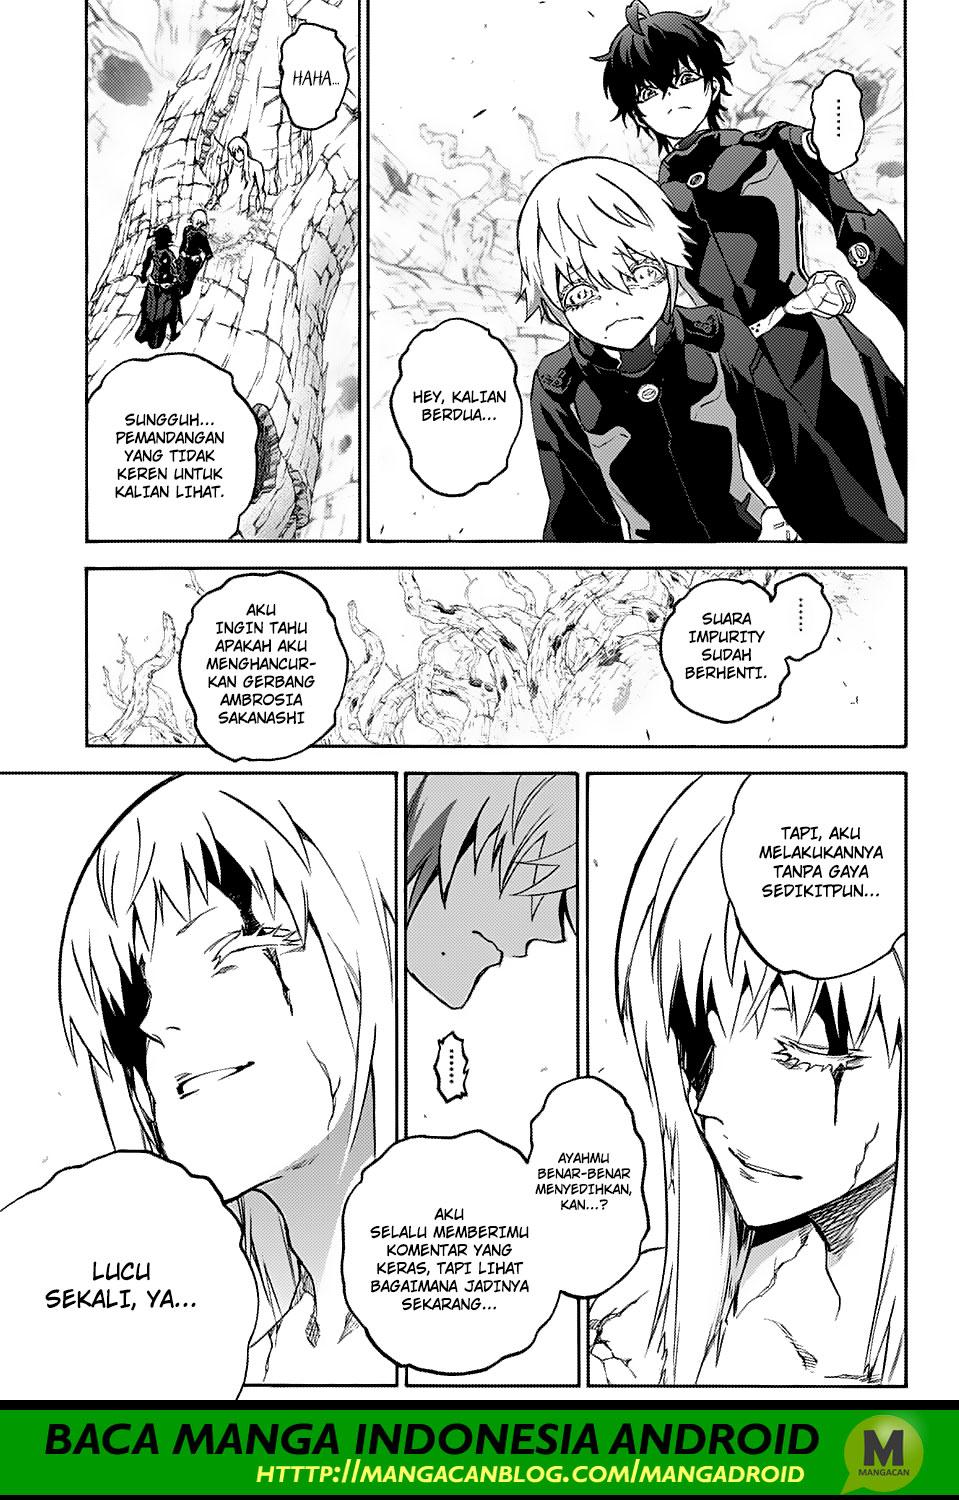 ......
HEY, KALIAN
BERDUA...
HAHA...
SUNGGUH...
PEMANDANGAN
YANG TIDAK
KEREN UNTUK
KALIAN LIHAT.
......
SUARA
IMPURITY
SUDAH
BERHENTI.
AKU
INGIN TAHU
APAKAH AKU
MENGHANCUR-
KAN GERBANG
AMBROSIA
SAKANASHI
TAPI, AKU
MELAKUKANNYA
TANPA GAYA
SEDIKITPUN...
AYAHMU
BENAR-BENAR
MENYEDIHKAN,
KAN...?
......
AKU
SELALU MEMBERIMU
KOMENTAR YANG
KERAS, TAPI LIHAT
BAGAIMANA JADINYA
SEKARANG...
LUCU
SEKALI, YA...
BACA MANGA INDONESIA ANDROID
HTTTP://MANGACANBLOG.COM/MANGADROID
M
MANGACAN